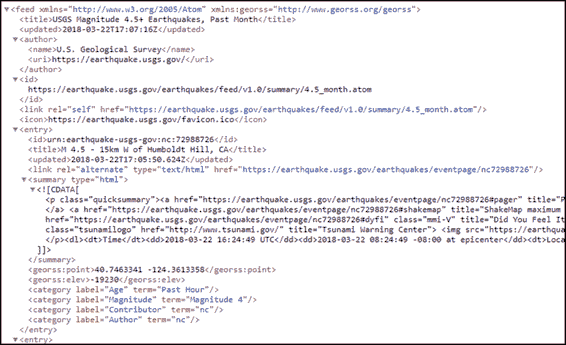 ▼<feed xmlns="http://www.w3.org/2005/Atom" xmlns:georss="http://www.georss.org/georss">
<title>USGS Magnitude 4.5+ Earthquakes, Past Month</title>
<updated>2018-03-22T17:07:16Z</updated>
▼<author>
<name>U.S. Geological Survey</name>
<uri>https://earthquake.usgs.gov/</uri>
</author>
▼<id>
https://earthquake.usgs.gov/earthquakes/feed/v1.0/summary/4.5_month.atom
</id>
<link rel="self" href="https://earthquake.usgs.gov/earthquakes/feed/v1.0/summary/4.5_month.atom"/>
<icon>https://earthquake.usgs.gov/favicon.ico</icon>
▼<entry>
<id>urn:earthquake-usgs-gov:nc:72988726</id>
<title>M 4.5 - 15km W of Humboldt Hill, CA</title>
<updated>2018-03-22T17:05:50.624Z</updated>
<link rel="alternate" type="text/html" href="https://earthquake.usgs.gov/earthquakes/eventpage/nc72988726"/>
▼<summary type="html">
▼<![CDATA[
<p class="quicksummary"><a href="https://earthquake.usgs.gov/earthquakes/eventpage/nc72988726#pager" title="P
</a> <a href="https://earthquake.usgs.gov/earthquakes/eventpage/nc72988726#shakemap" title="ShakeMap maximum
href="https://earthquake.usgs.gov/earthquakes/eventpage/nc72988726#dyfi" class="mmi-V" title="Did You Feel It
class="tsunamilogo" href="http://www.tsunami.gov/" title="Tsunami Warning Center"> <img src="https://earthqu
</p><dl><dt>Time</dt><dd>2018-03-22 16:24:49 UTC</dd><dd>2018-03-22 08:24:49 -08:00 at epicenter</dd><dt>Loca
]]>
</summary>
<georss:point>40.7463341 -124.3613358</georss:point>
<georss:elev>-19230</georss:elev>
<category label="Age" term="Past Hour"/>
<category label="Magnitude" term="Magnitude 4"/>
<category label="Contributor" term="nc"/>
<category label="Author" term="nc"/>
</entry>
▼<entry>